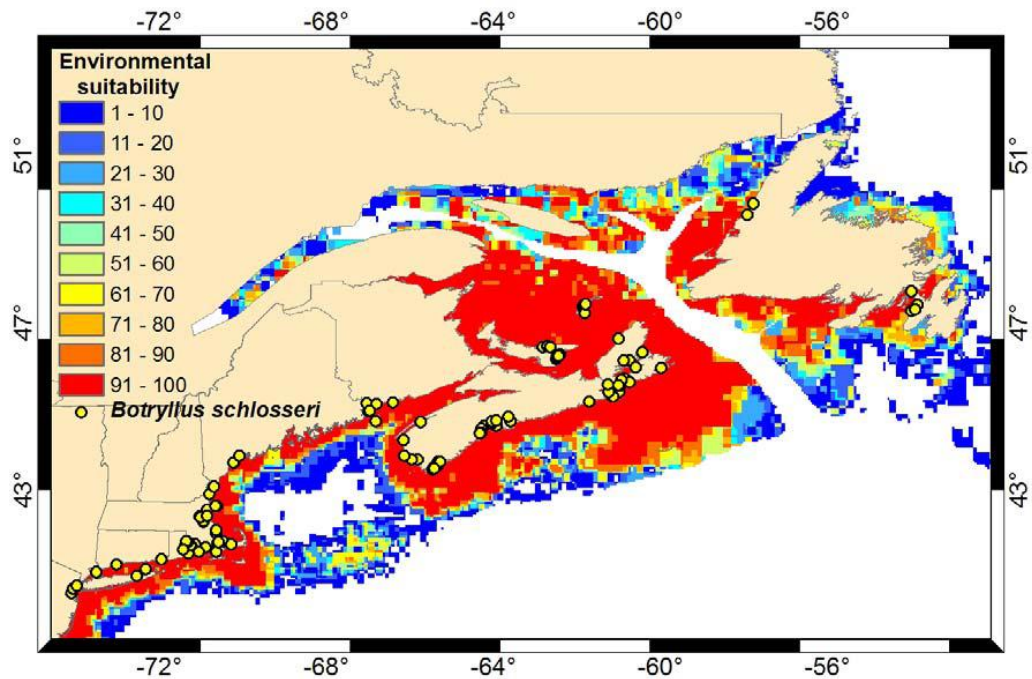 -72° -68° -64° -60° -56°
Environmental
suitability
1 - 10
11 - 20
21 - 30
31 - 40
41 - 50
51 - 60
61 - 70
71 - 80
81 - 90
91 - 100
Botryllus schlosseri
51° 51°
47° 47°
43° 43°
-72° -68° -64° -60° -56°